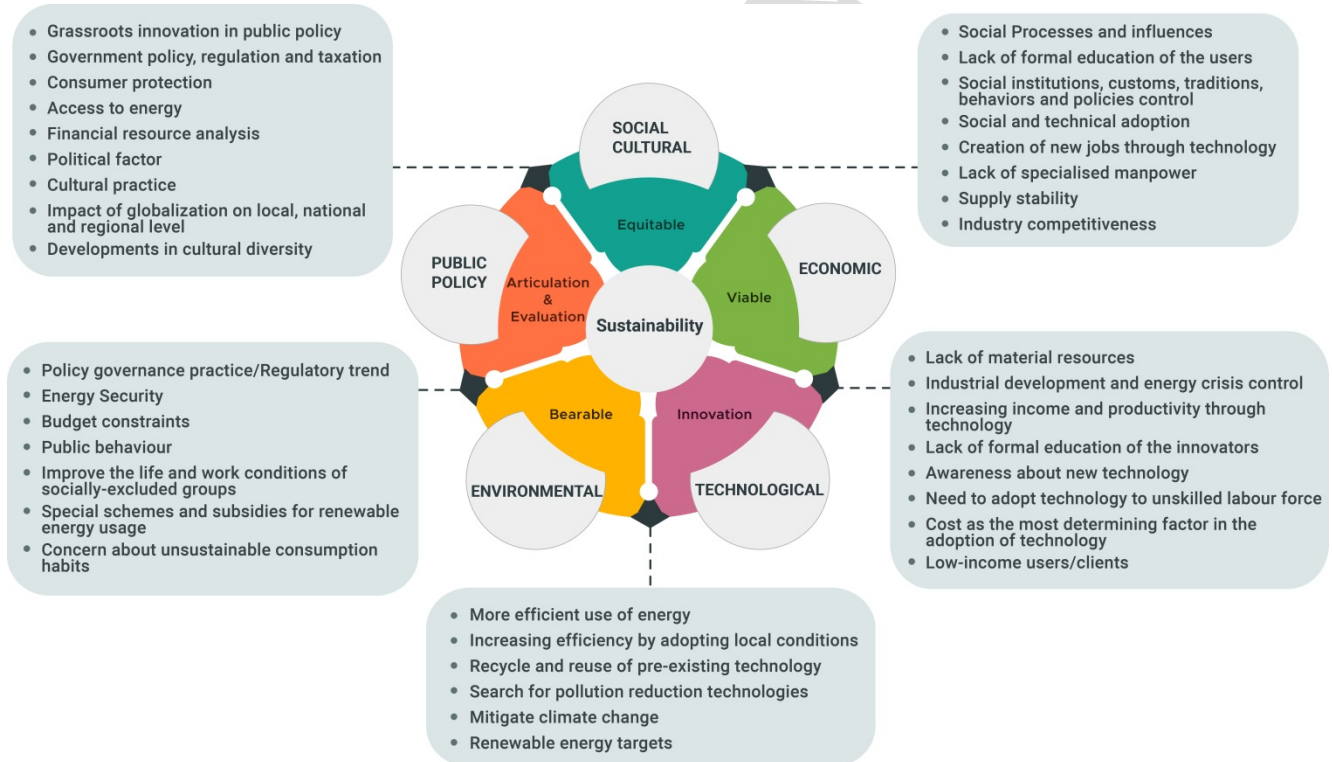 • Grassroots innovation in public policy
• Government policy, regulation and taxation
• Consumer protection
• Access to energy
• Financial resource analysis
• Political factor
• Cultural practice
• Impact of globalization on local, national
and regional level
• Developments in cultural diversity
• Social Processes and influences
• Lack of formal education of the users
• Social institutions, customs, traditions,
behaviors and policies control
• Social and technical adoption
• Creation of new jobs through technology
• Lack of specialised manpower
• Supply stability
• Industry competitiveness
SOCIAL
CULTURAL
Equitable
PUBLIC
POLICY
Articulation
&
Evaluation
Sustainability
Viable
ECONOMIC
Bearable
Innovation
ENVIRONMENTAL
TECHNOLOGICAL
• Policy governance practice/Regulatory trend
• Energy Security
• Budget constraints
• Public behaviour
• Improve the life and work conditions of
socially-excluded groups
• Special schemes and subsidies for renewable
energy usage
• Concern about unsustainable consumption
habits
• Lack of material resources
• Industrial development and energy crisis control
• Increasing income and productivity through
technology
• Lack of formal education of the innovators
• Awareness about new technology
• Need to adopt technology to unskilled labour force
• Cost as the most determining factor in the
adoption of technology
• Low-income users/clients
• More efficient use of energy
• Increasing efficiency by adopting local conditions
• Recycle and reuse of pre-existing technology
• Search for pollution reduction technologies
• Mitigate climate change
• Renewable energy targets